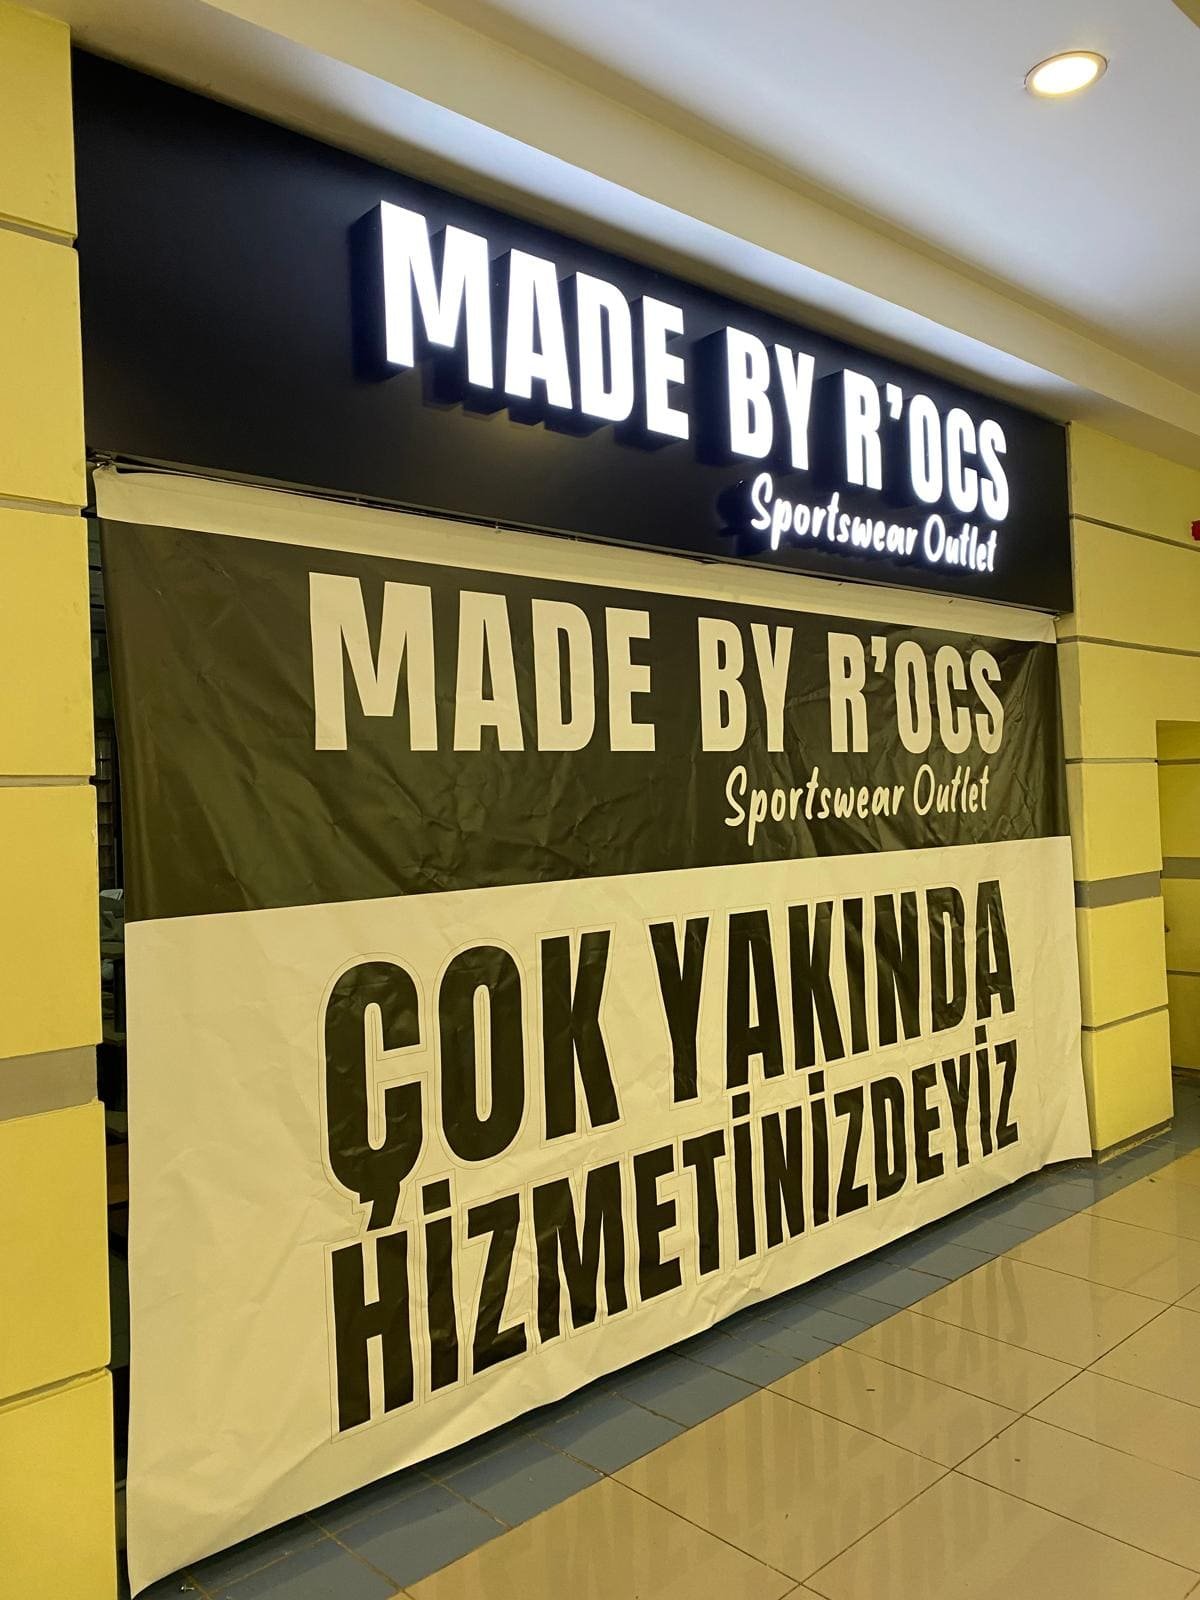 MADE BY R'OCS
Sportswear Outlet
MADE BY R'OCS
Sportswear Outlet
ÇOK YAKINDA
HİZMETİNİZDEYİZ